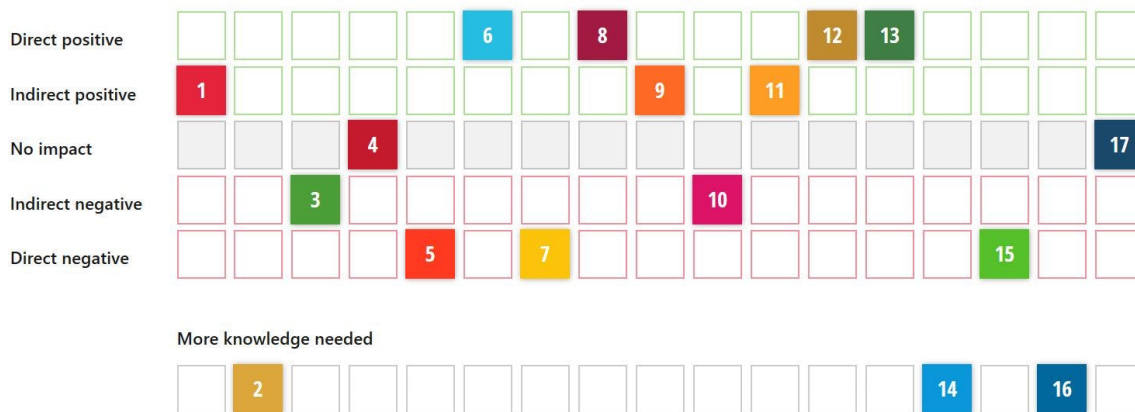 Direct positive 6 8 12 13
Indirect positive 1 9 11
No impact 4 17
Indirect negative 3 10
Direct negative 5 7 15
More knowledge needed
2 14 16